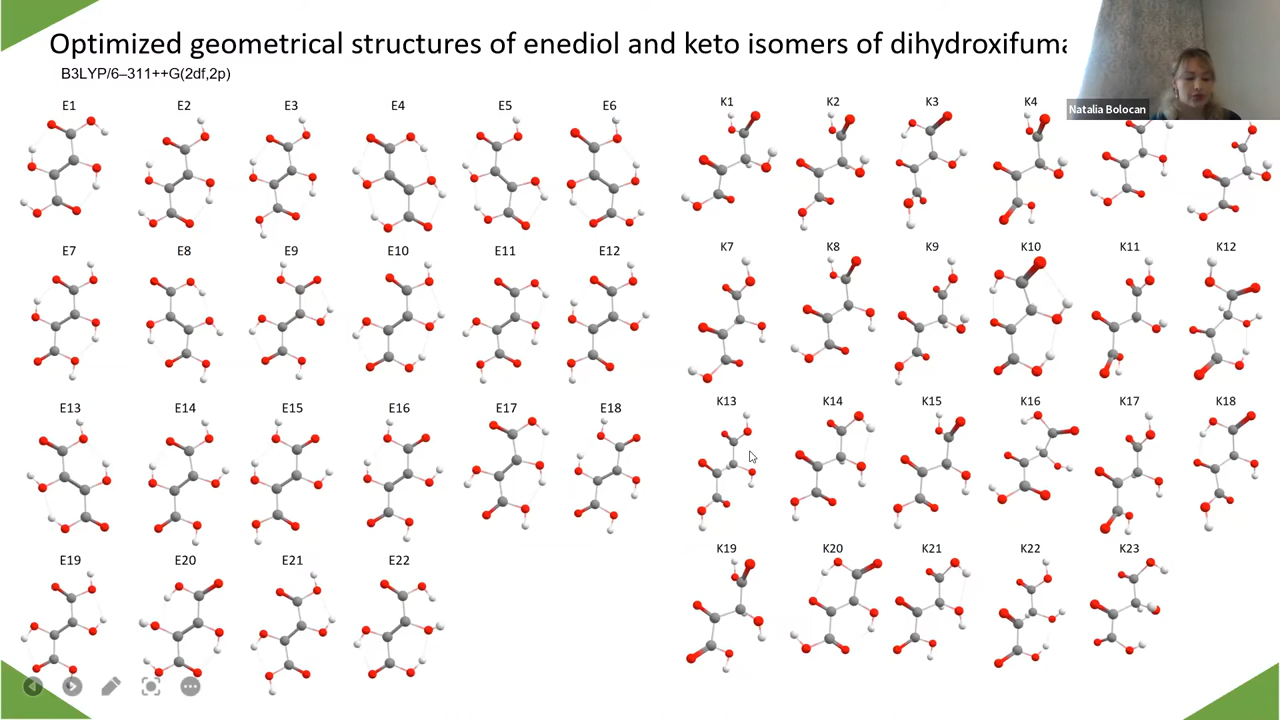 Optimized geometrical structures of enediol and keto isomers of
B3LYP/6–311++G(2df,2p)
Natalia Bolocan
E1 E2 E3 E4 E5 E6 K1 K2 K3 K4
E7 E8 E9 E10 E11 E12 K7 K8 K9 K10 K11 K12
E13 E14 E15 E16 E17 E18 K13 K14 K15 K16 K17 K18
E19 E20 E21 E22 K19 K20 K21 K22 K23